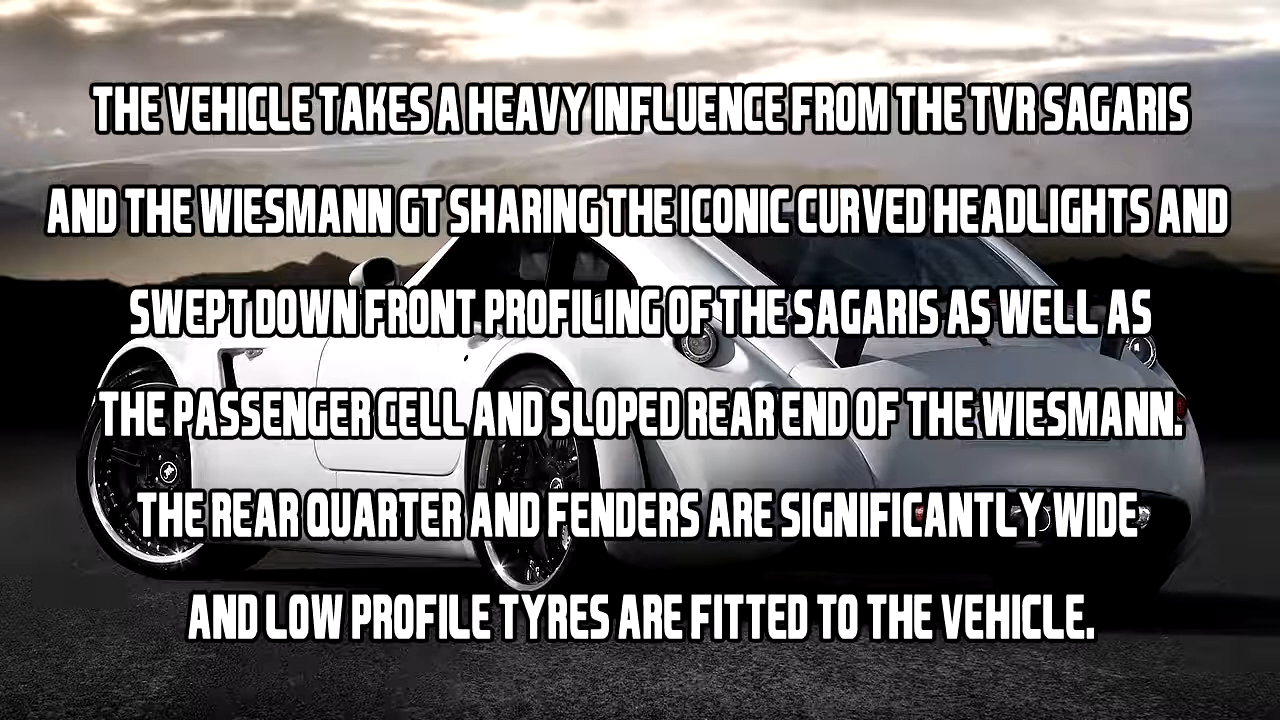 THE VEHICLE TAKES A HEAVY INFLUENCE FROM THE TVR SAGARIS
AND THE WIESMANN GT SHARING THE ICONIC CURVED HEADLIGHTS AND
SWEPT DOWN FRONT PROFILING OF THE SAGARIS AS WELL AS
THE PASSENGER CELL AND SLOPED REAR END OF THE WIESMANN.
THE REAR QUARTER AND FENDERS ARE SIGNIFICANTLY WIDE
AND LOW PROFILE TYRES ARE FITTED TO THE VEHICLE.